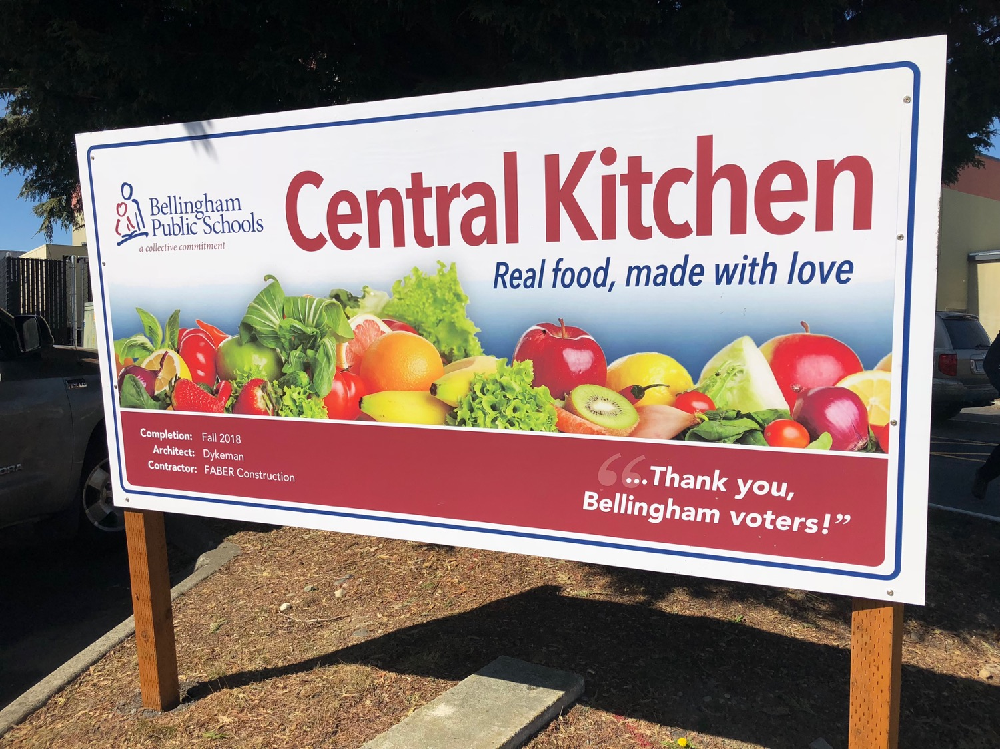 Bellingham
Public Schools
a collective commitment
Central Kitchen
Real food, made with love
Completion: Fall 2018
Architect: Dykeman
Contractor: FABER Construction
“...Thank you,
Bellingham voters!”